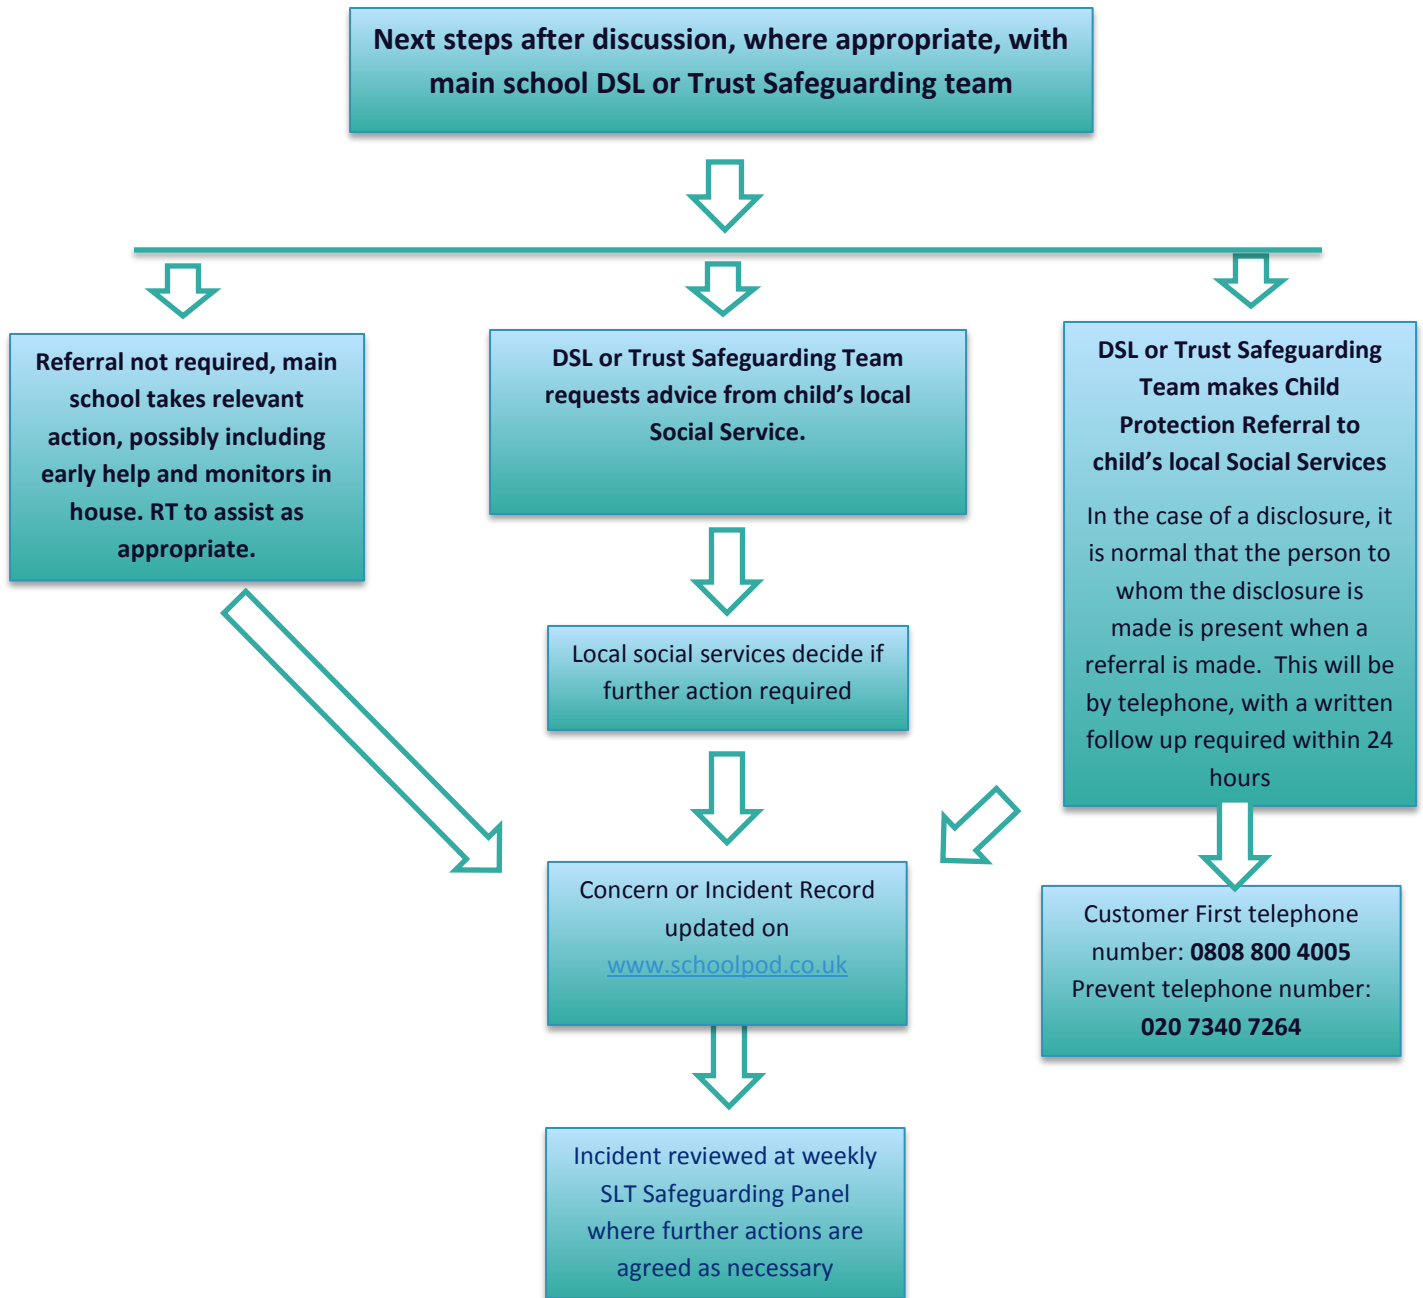 Next steps after discussion, where appropriate, with
main school DSL or Trust Safeguarding team
Referral not required, main
school takes relevant
action, possibly including
early help and monitors in
house. RT to assist as
appropriate.
DSL or Trust Safeguarding Team
requests advice from child’s local
Social Service.
DSL or Trust Safeguarding
Team makes Child
Protection Referral to
child’s local Social Services
In the case of a disclosure, it
is normal that the person to
whom the disclosure is
made is present when a
referral is made.  This will be
by telephone, with a written
follow up required within 24
hours
Local social services decide if
further action required
Concern or Incident Record
updated on
www.schoolpod.co.uk
Customer First telephone
number: 0808 800 4005
Prevent telephone number:
020 7340 7264
Incident reviewed at weekly
SLT Safeguarding Panel
where further actions are
agreed as necessary